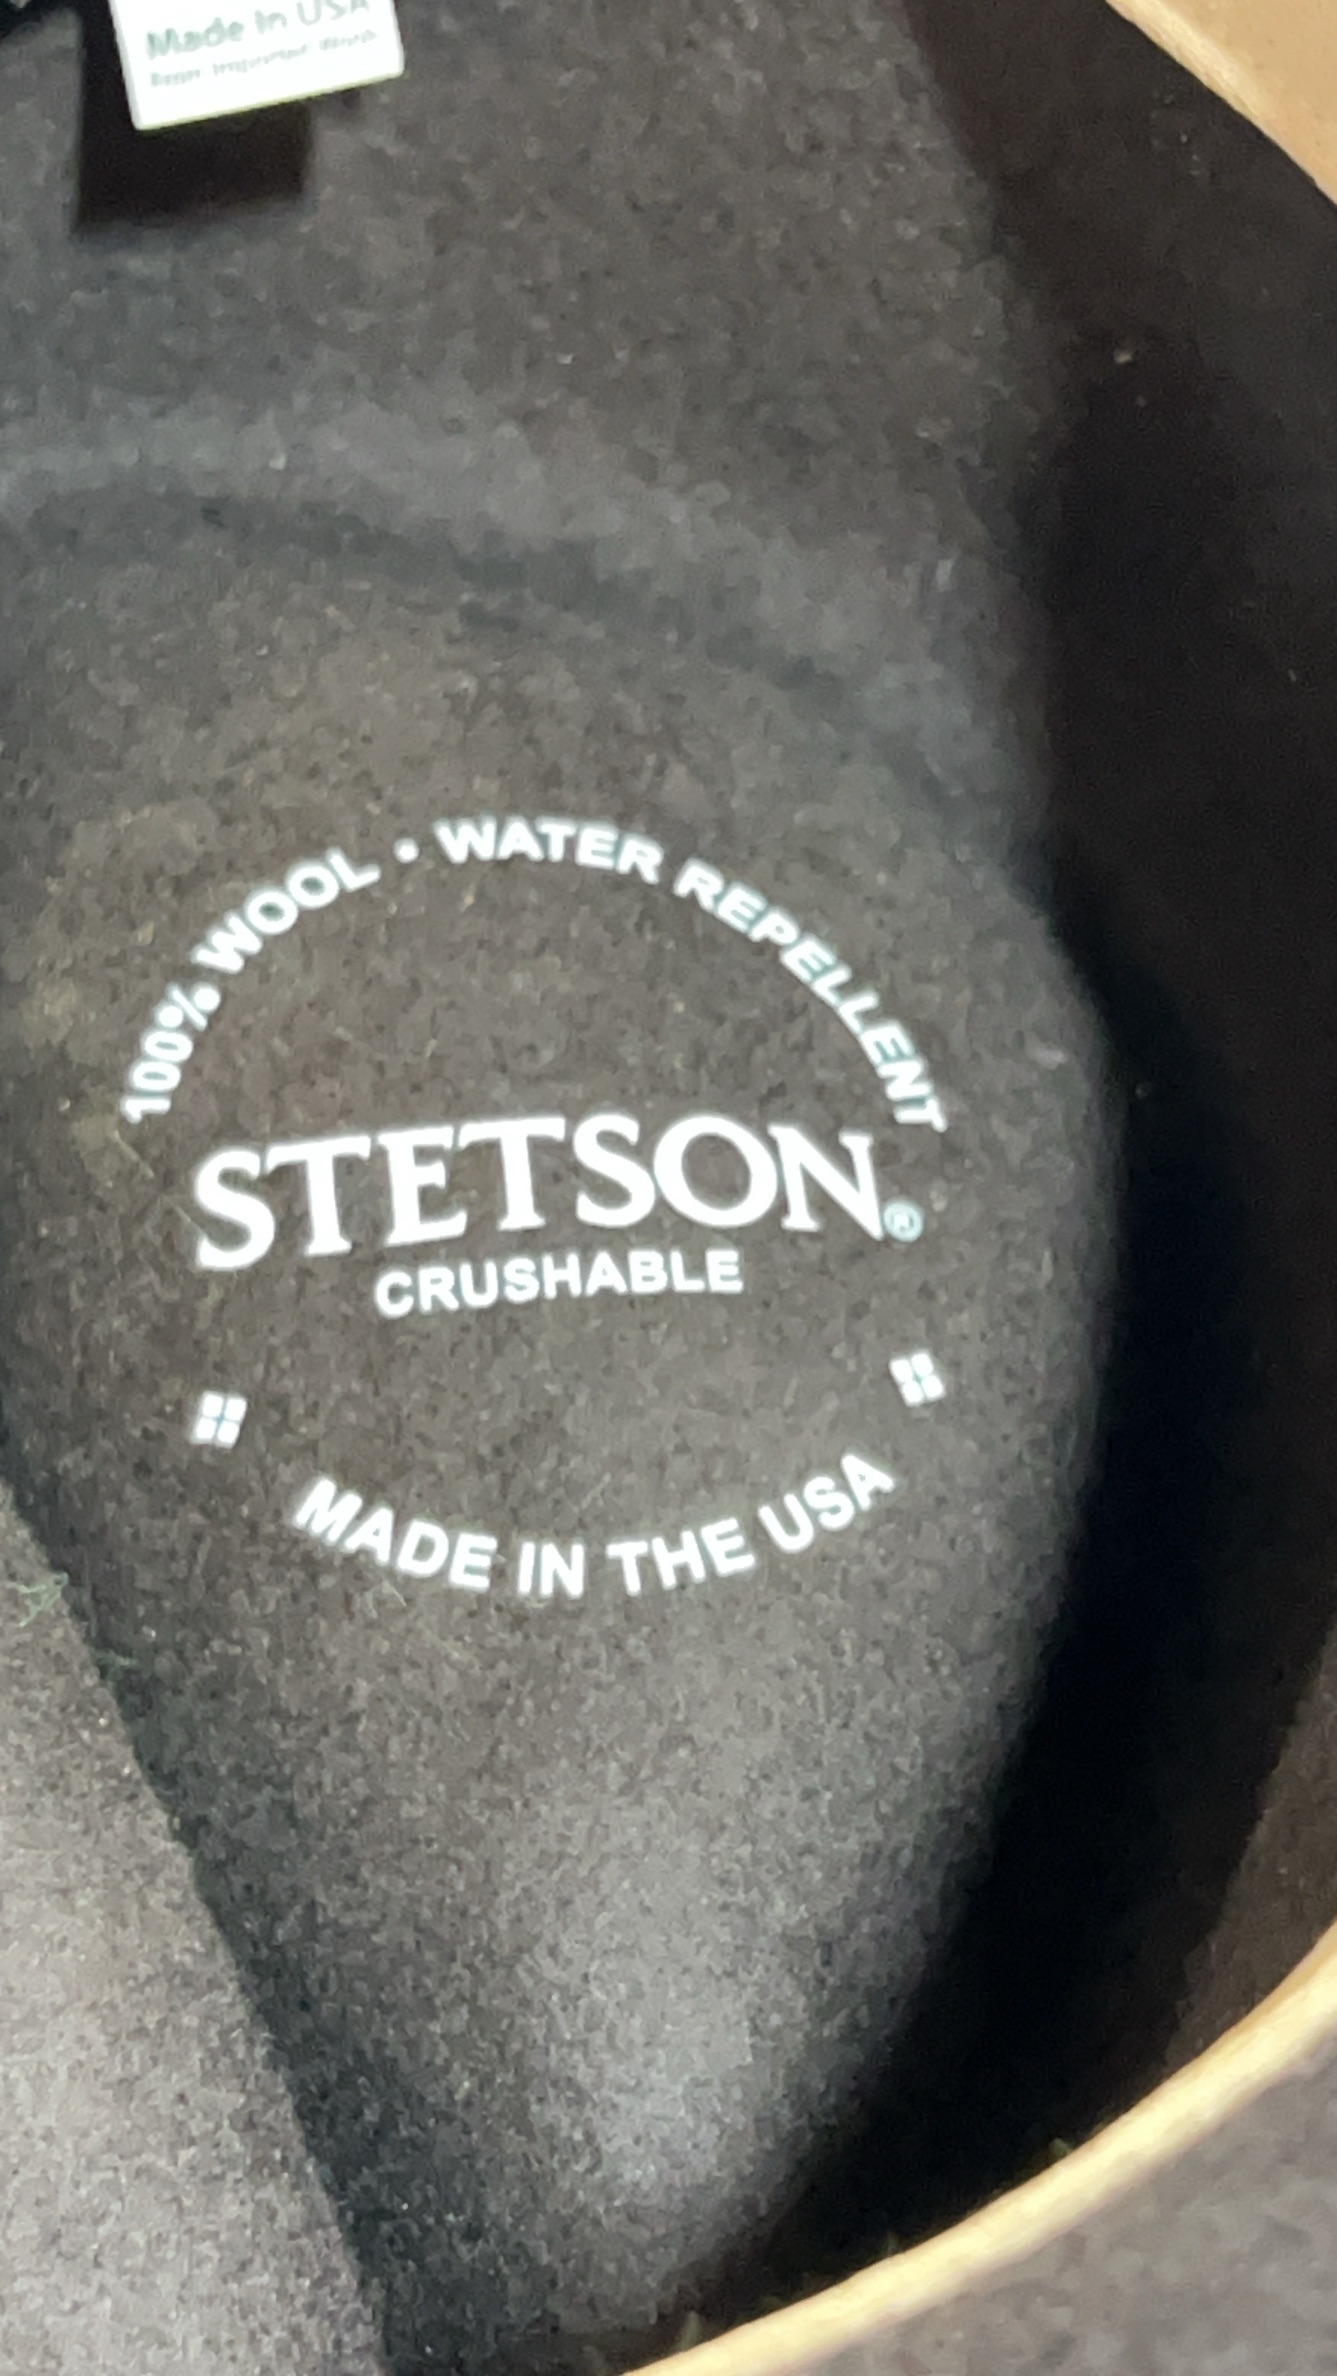 Made In USA
100% WOOL • WATER REPELLENT
STETSON®
CRUSHABLE
MADE IN THE USA